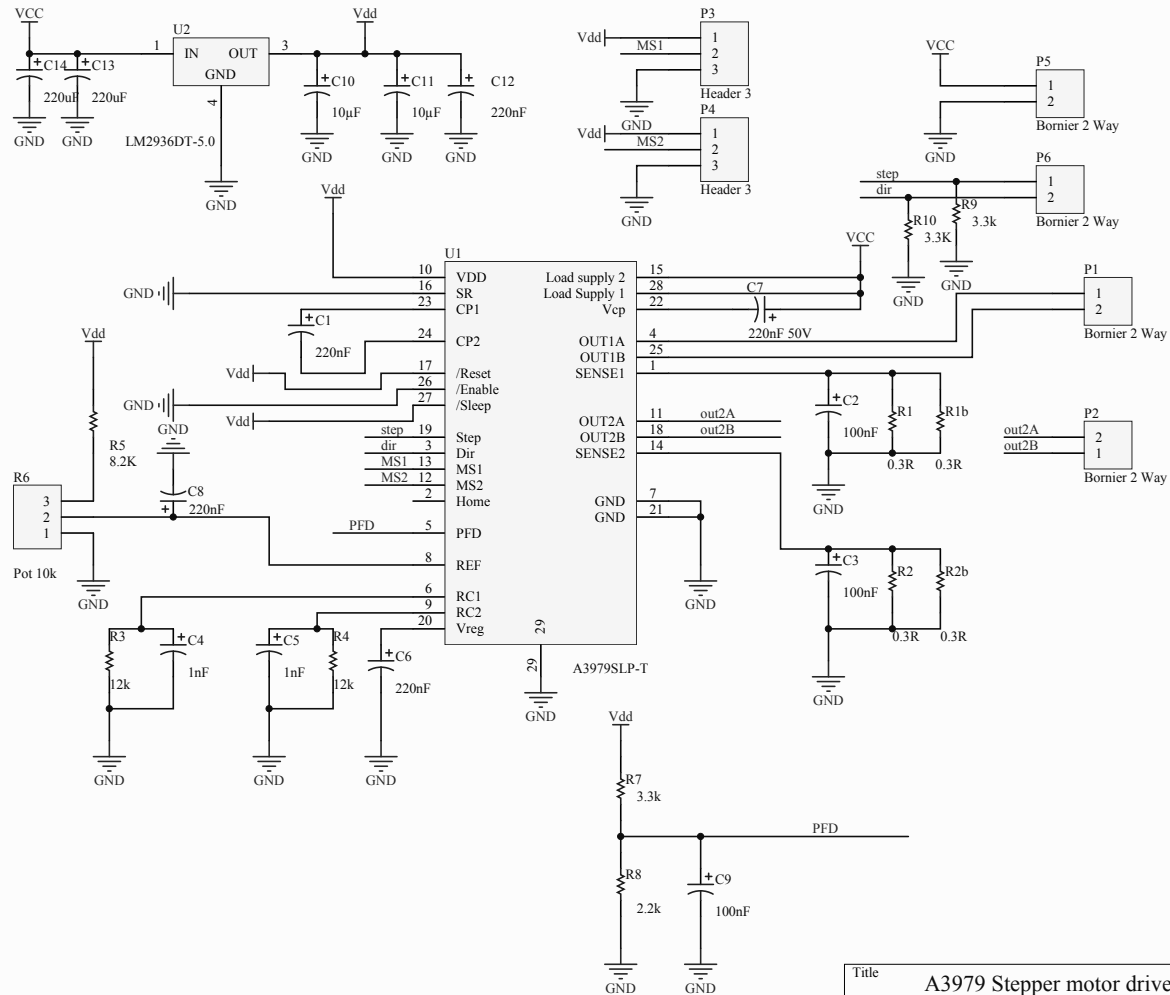 VCC
U2
Vdd
1
IN
OUT
3
GND
4
LM2936DT-5.0
GND
C14
220uF
GND
C13
220uF
GND
C10
10µF
GND
C11
10µF
GND
C12
220nF
GND
P3
Vdd
1
MS1
2
3
GND
Header 3
P4
Vdd
1
MS2
2
3
GND
Header 3
VCC
P5
1
2
GND
Bornier 2 Way
P6
step
1
dir
2
Bornier 2 Way
R10
3.3K
GND
R9
3.3k
GND
Vdd
U1
VCC
10
VDD
GND
16
SR
23
CP1
C1
220nF
24
CP2
Vdd
17
/Reset
GND
26
/Enable
Vdd
27
/Sleep
step
19
Step
dir
3
Dir
MS1
13
MS1
MS2
12
MS2
2
Home
PFD
5
PFD
8
REF
6
RC1
9
RC2
20
Vreg
Load supply 2
15
Load Supply 1
28
Vcp
22
C7
220nF 50V
OUT1A
4
OUT1B
25
SENSE1
1
OUT2A
11
out2A
OUT2B
18
out2B
SENSE2
14
GND
7
GND
21
GND
29
29
GND
A3979SLP-T
P1
1
2
Bornier 2 Way
C2
100nF
R1
0.3R
R1b
0.3R
GND
P2
out2A
2
out2B
1
Bornier 2 Way
C3
100nF
R2
0.3R
R2b
0.3R
GND
Vdd
R5
8.2K
GND
C8
220nF
R6
3
2
1
Pot 10k
GND
R3
12k
C4
1nF
GND
C5
1nF
R4
12k
GND
C6
220nF
GND
Vdd
R7
3.3k
PFD
R8
2.2k
GND
C9
100nF
GND
Title
A3979 Stepper motor drive